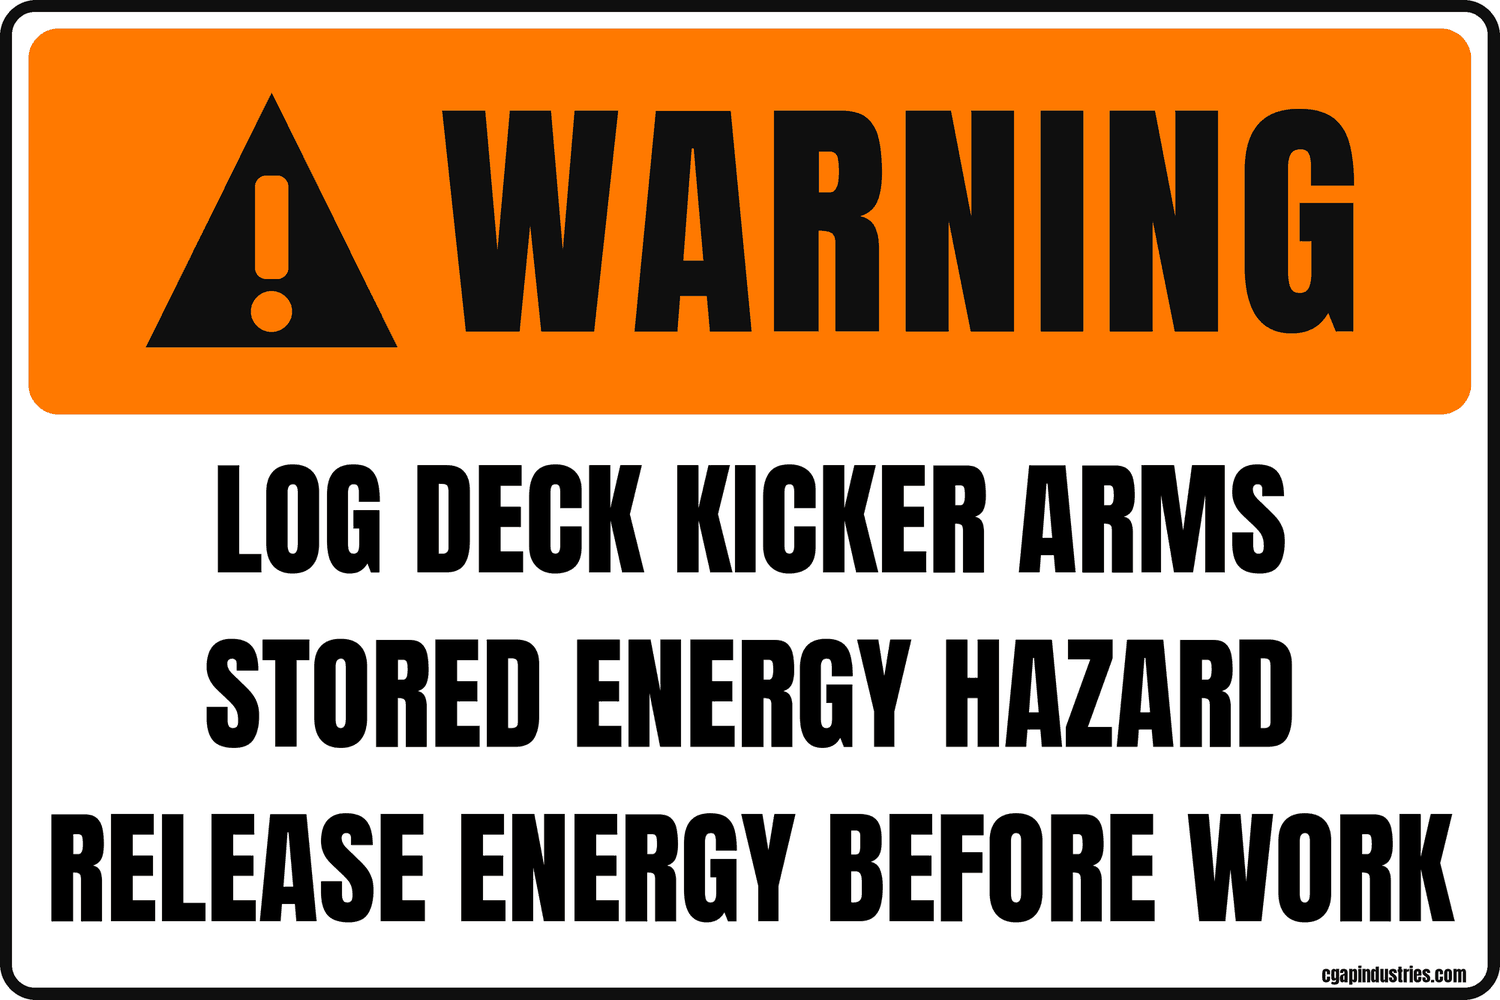 WARNING
LOG DECK KICKER ARMS
STORED ENERGY HAZARD
RELEASE ENERGY BEFORE WORK
cgapindustries.com